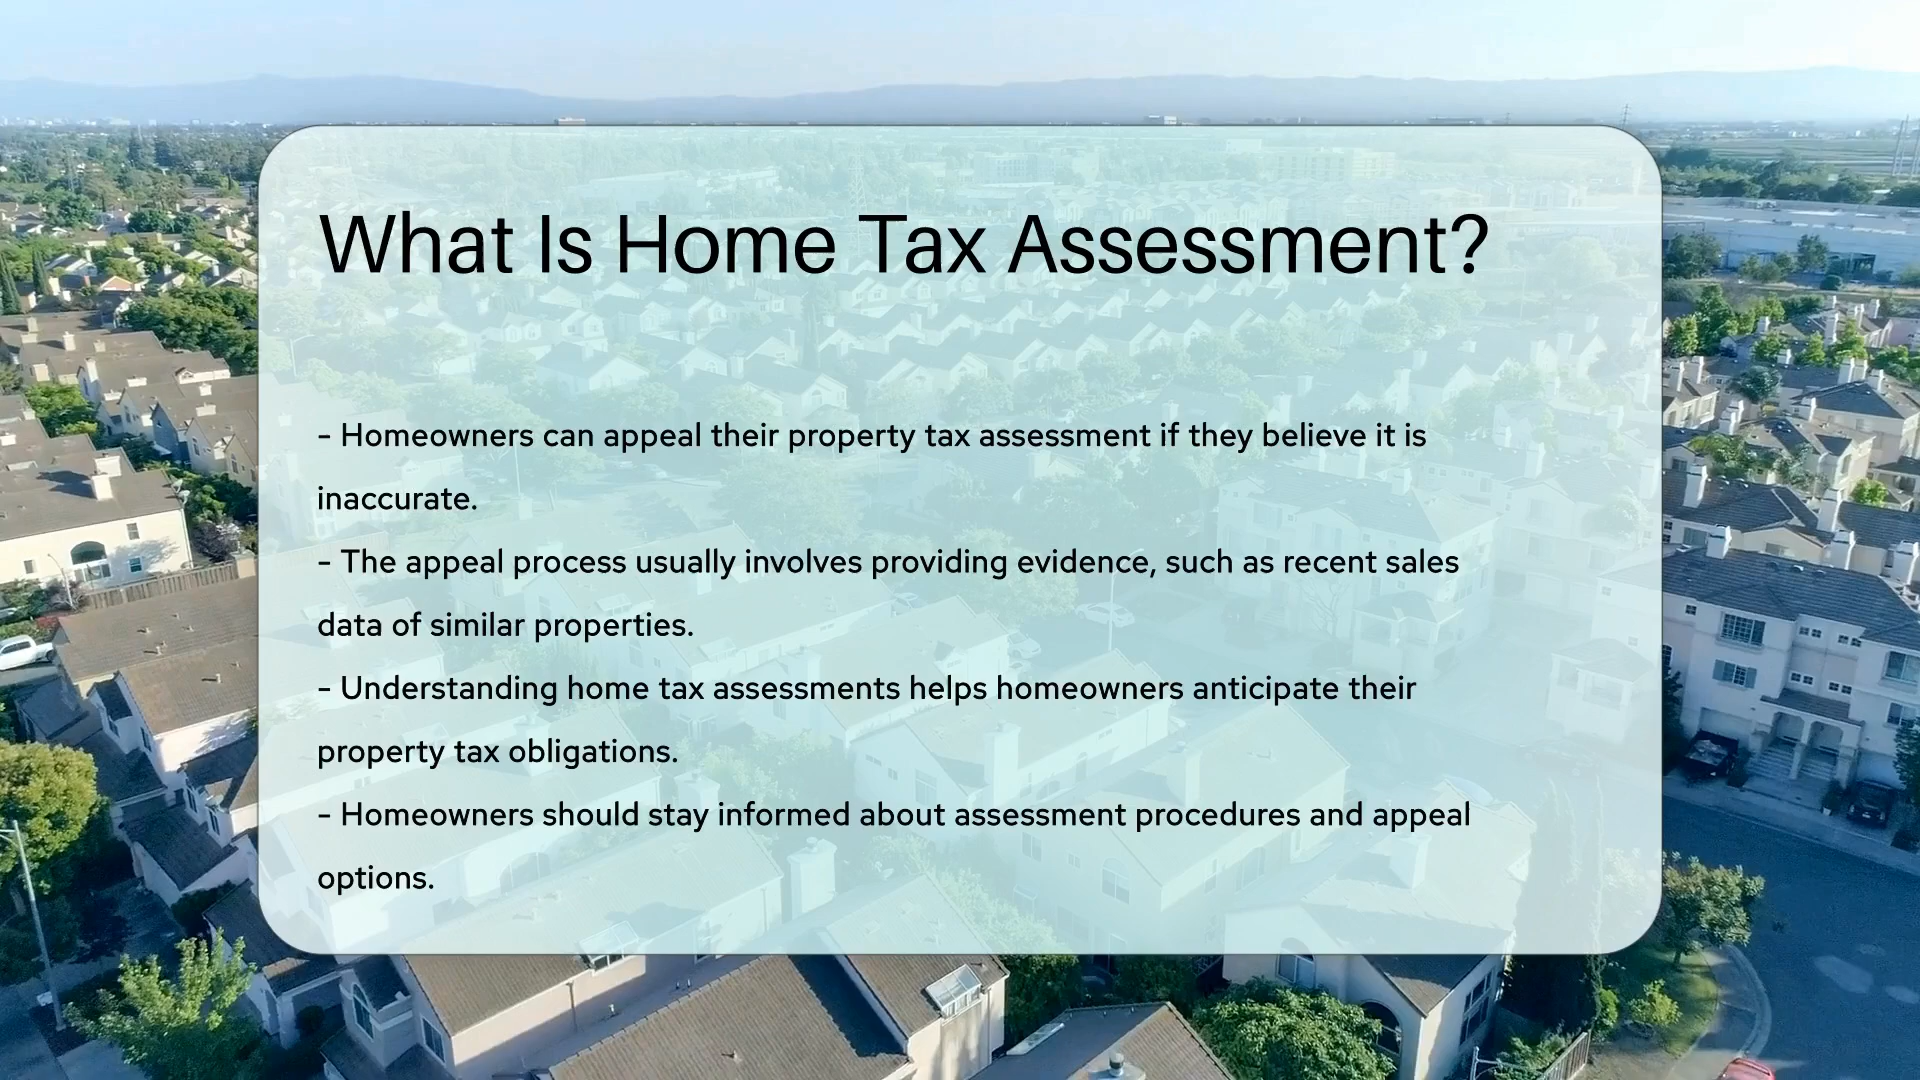 What Is Home Tax Assessment?
- Homeowners can appeal their property tax assessment if they believe it is
inaccurate.
- The appeal process usually involves providing evidence, such as recent sales
data of similar properties.
- Understanding home tax assessments helps homeowners anticipate their
property tax obligations.
- Homeowners should stay informed about assessment procedures and appeal
options.